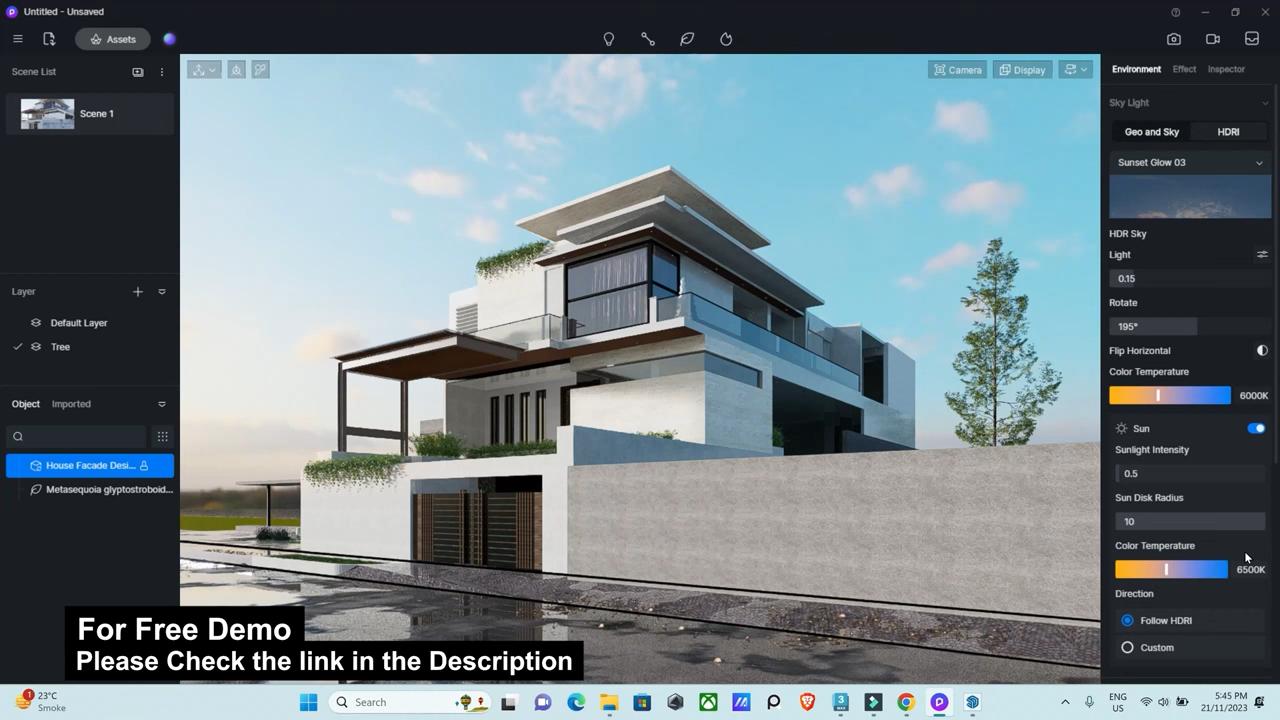 Untitled - Unsaved
Assets
Scene List
Scene 1
Layer
Default Layer
Tree
Object
Imported
House Facade Desi...
Metasequoia glyptostroboid...
Camera
Display
Environment
Effect
Inspector
Sky Light
Geo and Sky
HDRI
Sunset Glow 03
HDR Sky
Light
0.15
Rotate
195°
Flip Horizontal
Color Temperature
6000K
Sun
Sunlight Intensity
0.5
Sun Disk Radius
10
Color Temperature
6500K
Direction
Follow HDRI
Custom
For Free Demo
Please Check the link in the Description
1
23°C
Smoke
Search
3
MAX
ENG
US
5:45 PM
21/11/2023